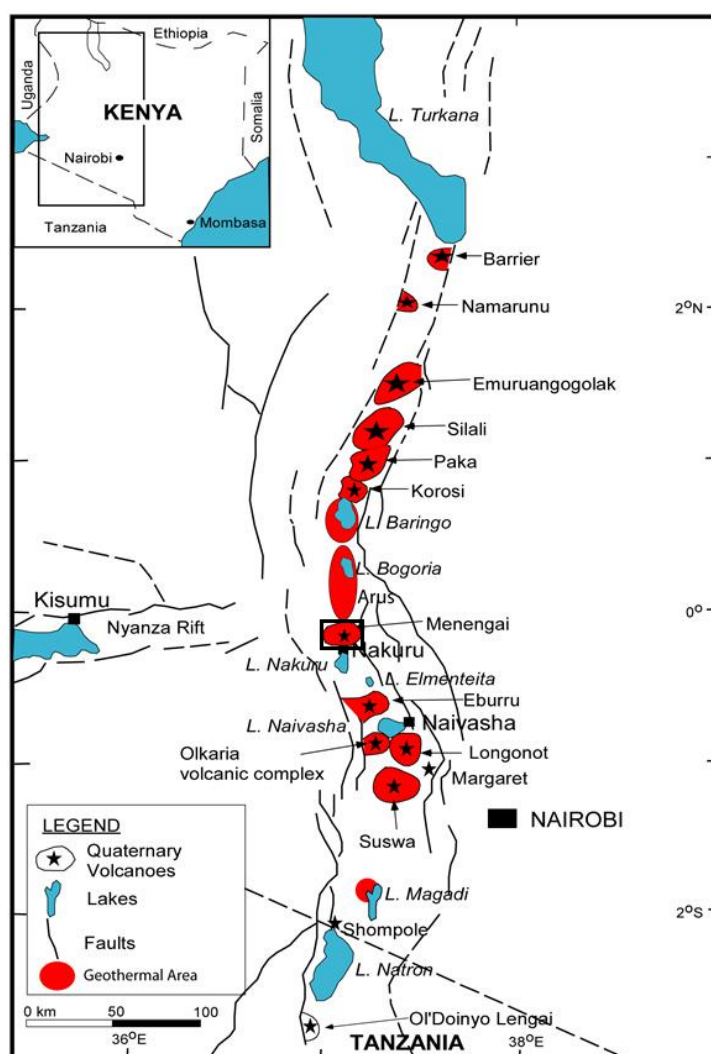 Ethiopia
Uganda
KENYA
Somalia
Nairobi
Tanzania
Mombasa
L. Turkana
Barrier
Namarunu
2°N
Emuruangogolak
Silali
Paka
Korosi
L. Baringo
L. Bogoria
Arus
Kisumu
Nyanza Rift
0°
Menengai
Nakuru
L. Nakuru
L. Elmenteita
Eburru
L. Naivasha
Naivasha
Olkaria
volcanic complex
Longonot
Margaret
NAIROBI
Suswa
LEGEND
Quaternary
Volcanoes
Lakes
Faults
Geothermal Area
0 km 50 100
L. Magadi
2°S
Shompole
L. Natron
Ol'Doinyo Lengai
TANZANIA
36°E
38°E